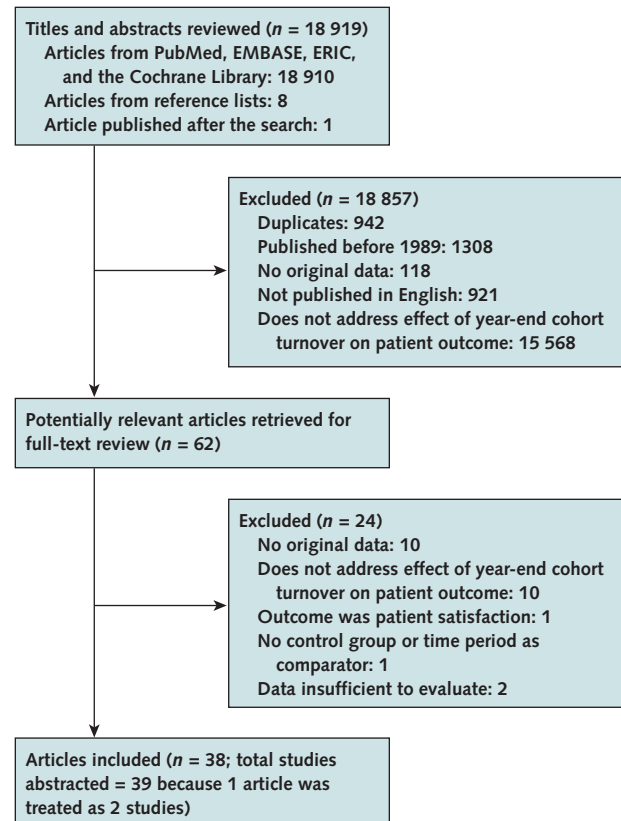 Titles and abstracts reviewed (n = 18 919)
Articles from PubMed, EMBASE, ERIC,
and the Cochrane Library: 18 910
Articles from reference lists: 8
Article published after the search: 1
Excluded (n = 18 857)
Duplicates: 942
Published before 1989: 1308
No original data: 118
Not published in English: 921
Does not address effect of year-end cohort
turnover on patient outcome: 15 568
Potentially relevant articles retrieved for
full-text review (n = 62)
Excluded (n = 24)
No original data: 10
Does not address effect of year-end cohort
turnover on patient outcome: 10
Outcome was patient satisfaction: 1
No control group or time period as
comparator: 1
Data insufficient to evaluate: 2
Articles included (n = 38; total studies
abstracted = 39 because 1 article was
treated as 2 studies)